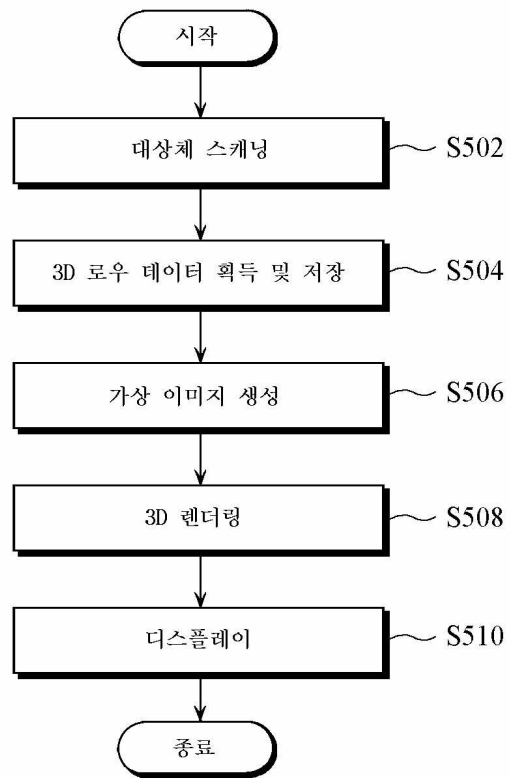 시작
대상체 스캐닝
S502
3D 로우 데이터 획득 및 저장
S504
가상 이미지 생성
S506
3D 렌더링
S508
디스플레이
S510
종료